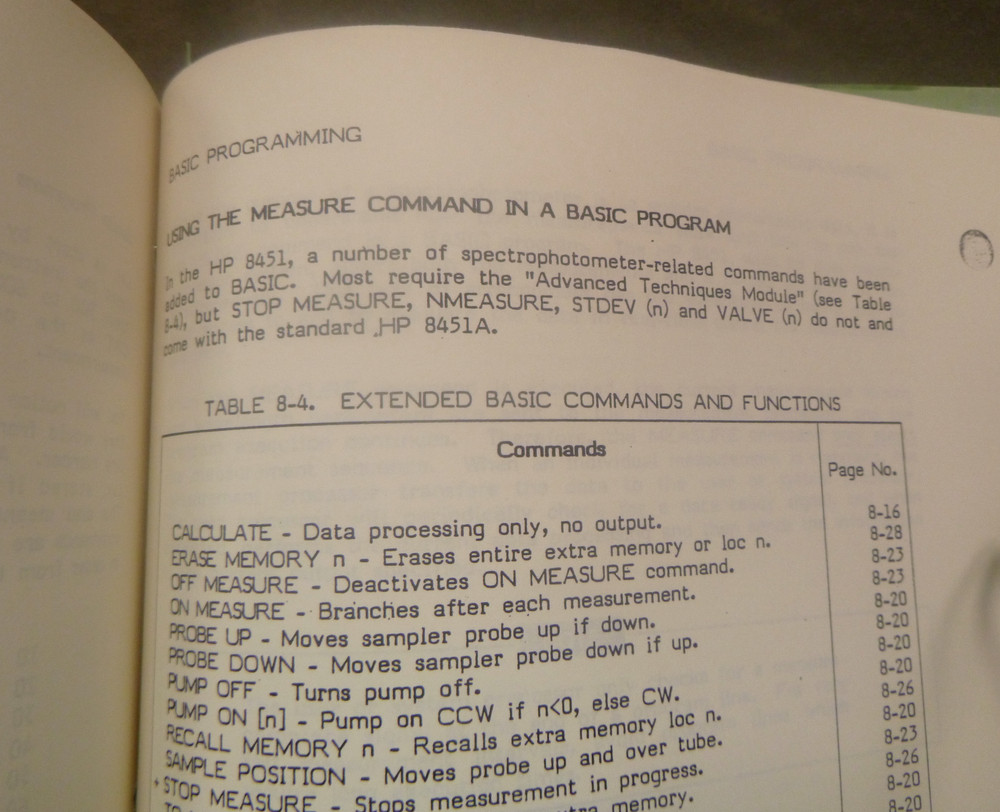 BASIC PROGRAMMING
USING THE MEASURE COMMAND IN A BASIC PROGRAM
In the HP 8451, a number of spectrophotometer-related commands have been
added to BASIC. Most require the "Advanced Techniques Module" (see Table
8-4), but STOP MEASURE, NMEASURE, STDEV (n) and VALVE (n) do not and
come with the standard HP 8451A.
TABLE 8-4. EXTENDED BASIC COMMANDS AND FUNCTIONS
Commands
Page No.
CALCULATE - Data processing only, no output. 8-16
ERASE MEMORY n - Erases entire extra memory or loc n. 8-28
OFF MEASURE - Deactivates ON MEASURE command. 8-23
ON MEASURE - Branches after each measurement. 8-23
PROBE UP - Moves sampler probe up if down. 8-20
PROBE DOWN - Moves sampler probe down if up. 8-20
PUMP OFF - Turns pump off. 8-20
PUMP ON [n] - Pump on CCW if n<0, else CW. 8-20
RECALL MEMORY n - Recalls extra memory loc n. 8-26
SAMPLE POSITION - Moves probe up and over tube. 8-20
STOP MEASURE - Stops measurement in progress. 8-23
memory. 8-26
8-20
8-20